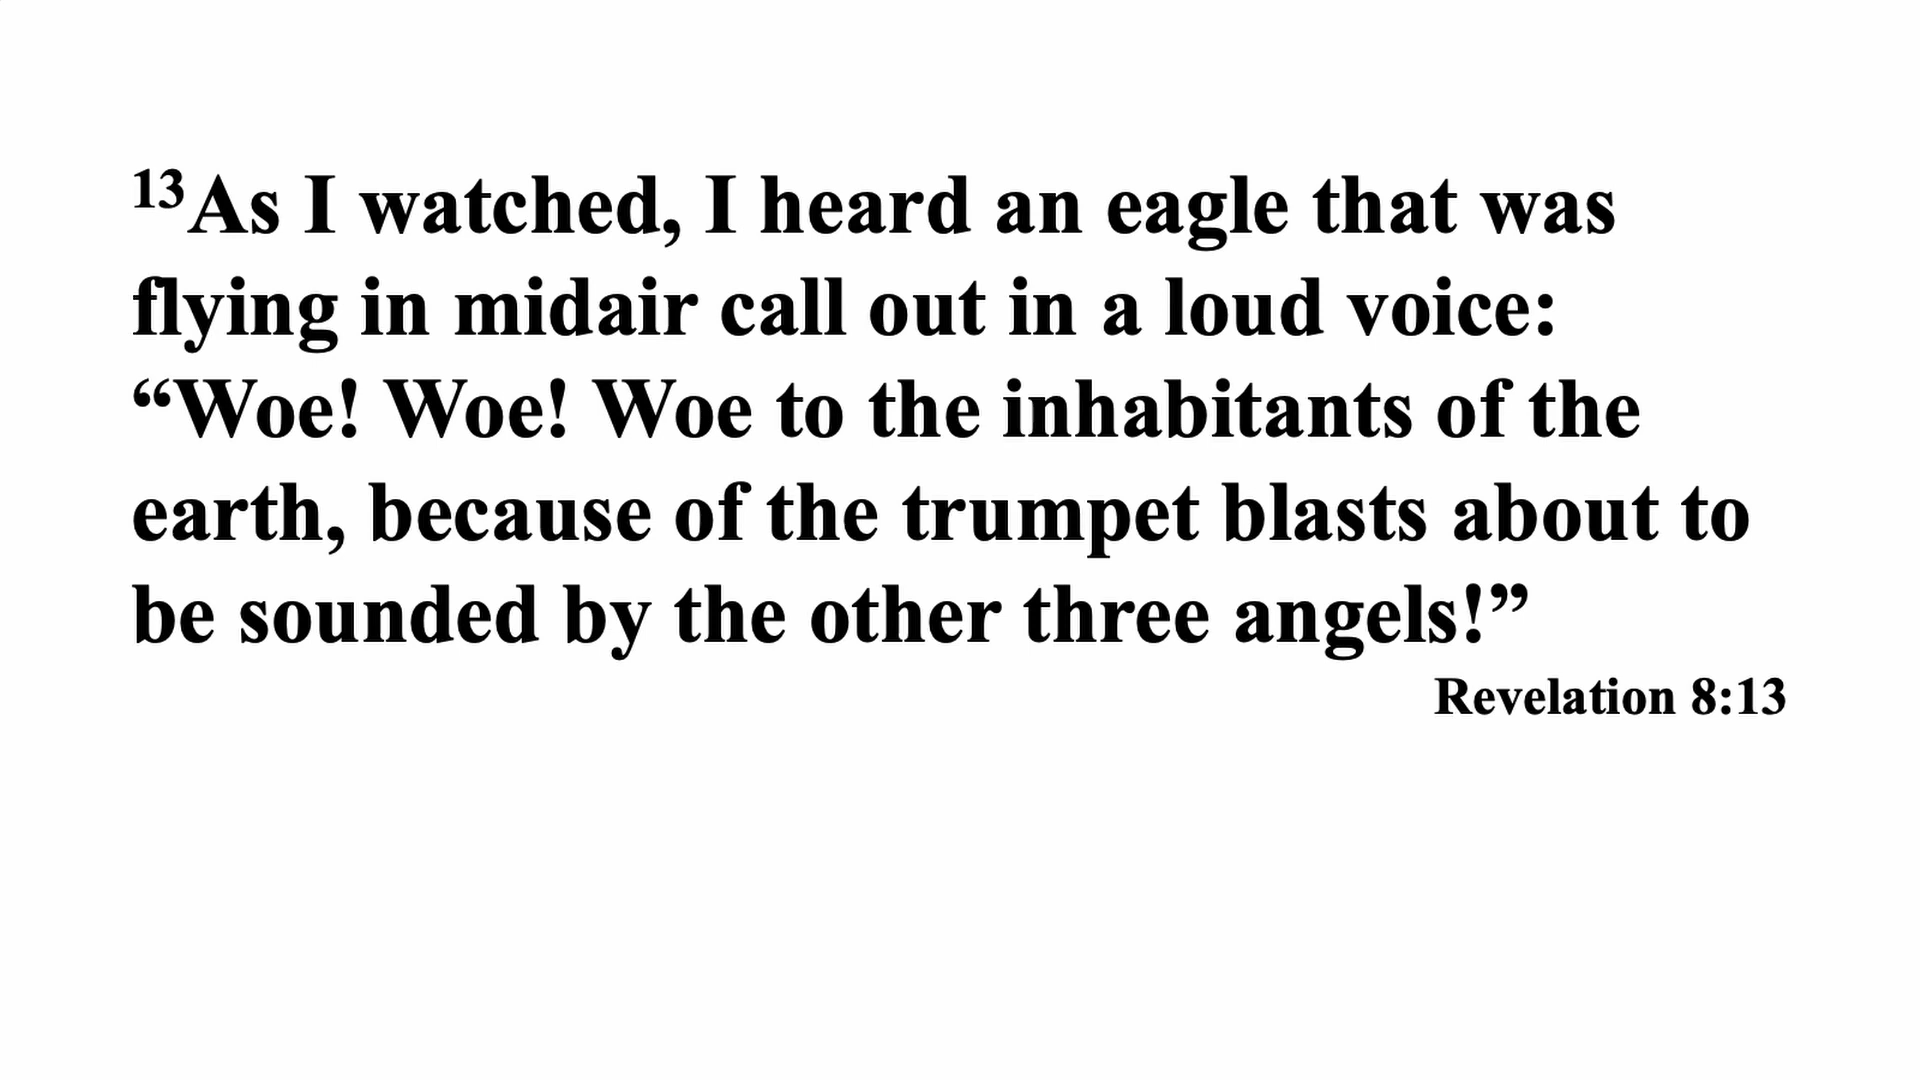 13As I watched, I heard an eagle that was
flying in midair call out in a loud voice:
“Woe! Woe! Woe to the inhabitants of the
earth, because of the trumpet blasts about to
be sounded by the other three angels!”
Revelation 8:13